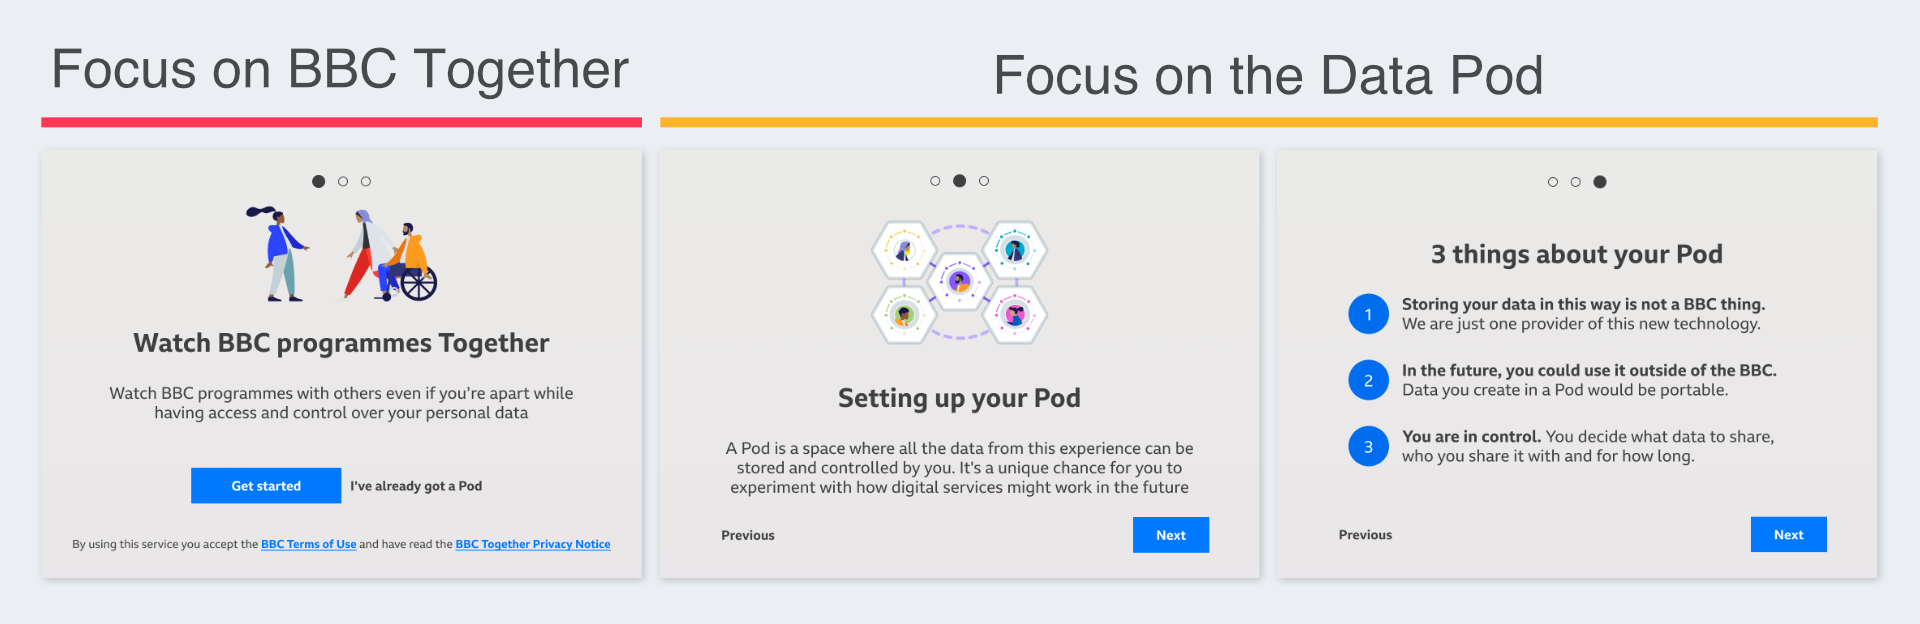 Focus on BBC Together
Focus on the Data Pod
Watch BBC programmes Together
Watch BBC programmes with others even if you're apart while
having access and control over your personal data
Get started
I've already got a Pod
By using this service you accept the BBC Terms of Use and have read the BBC Together Privacy Notice
Setting up your Pod
A Pod is a space where all the data from this experience can be
stored and controlled by you. It's a unique chance for you to
experiment with how digital services might work in the future
Previous
Next
3 things about your Pod
1
Storing your data in this way is not a BBC thing.
We are just one provider of this new technology.
2
In the future, you could use it outside of the BBC.
Data you create in a Pod would be portable.
3
You are in control. You decide what data to share,
who you share it with and for how long.
Previous
Next